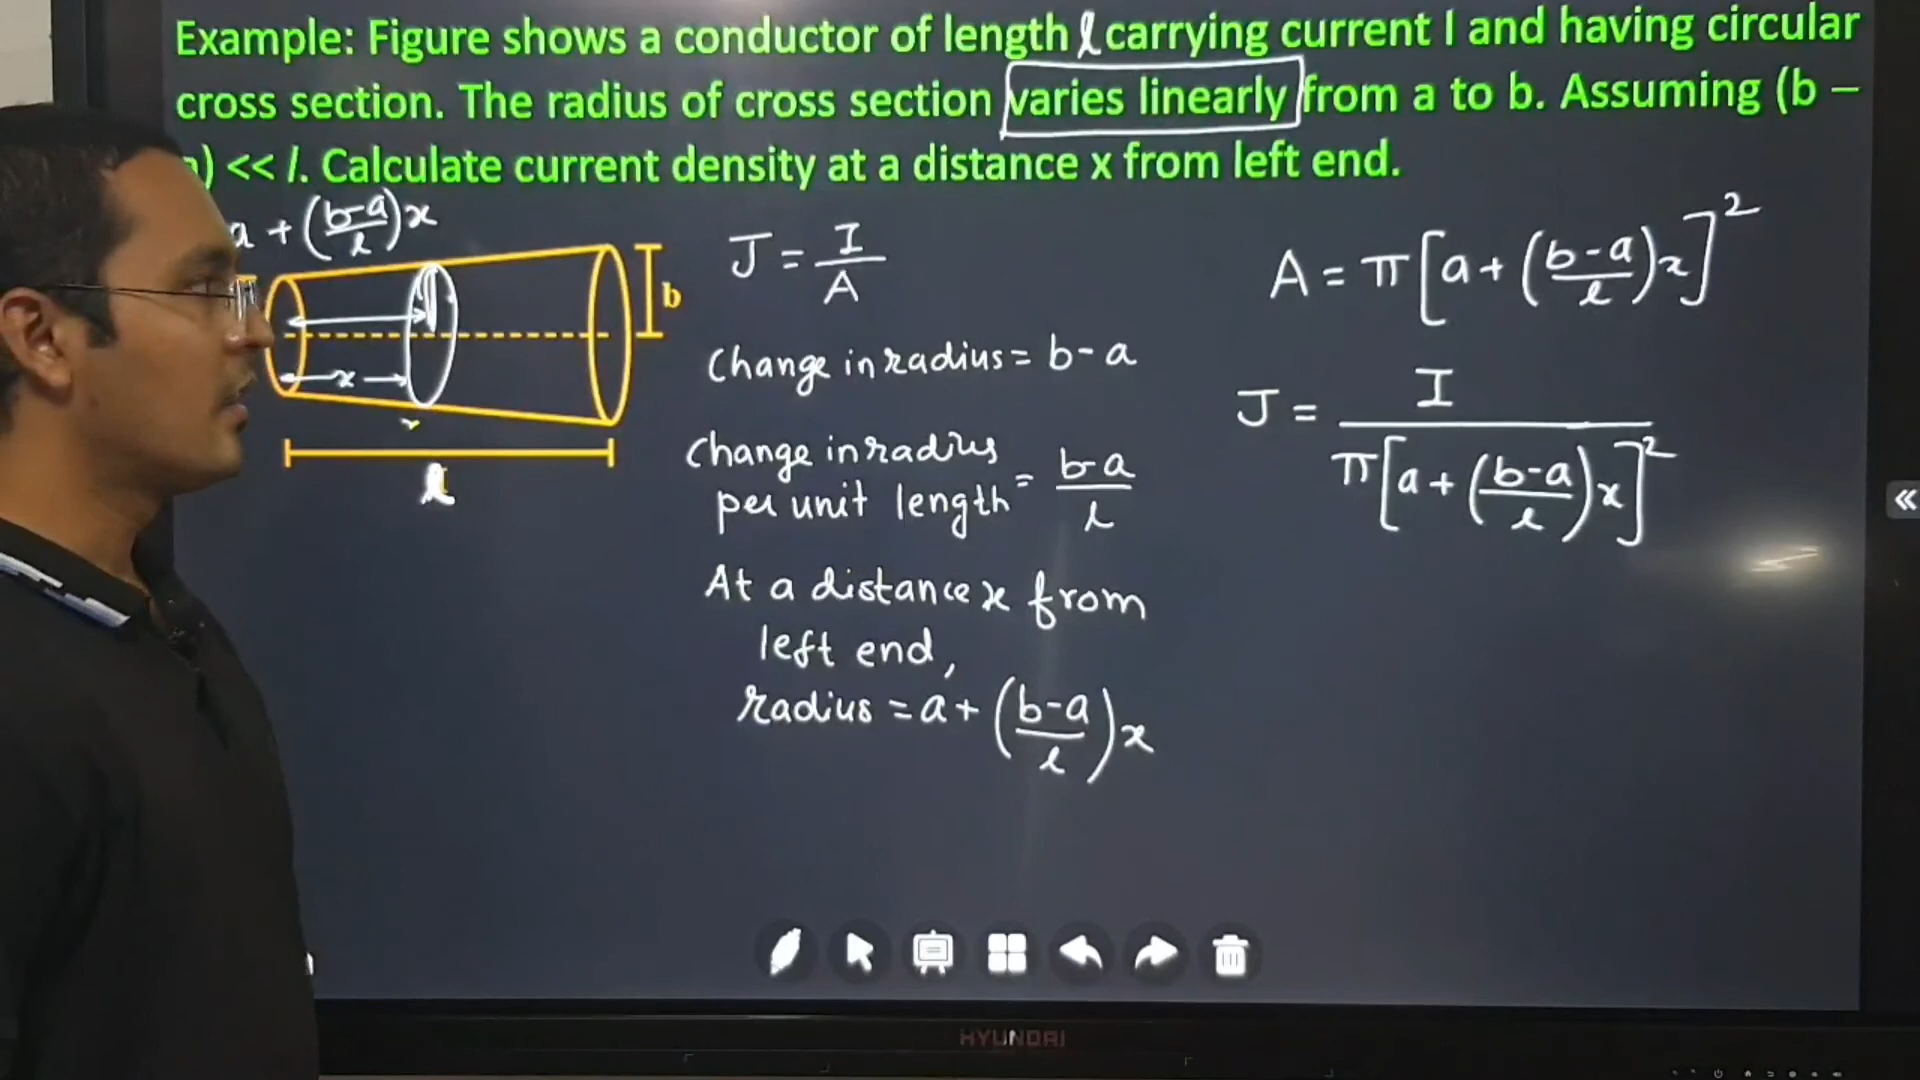 Example: Figure shows a conductor of length l carrying current I and having circular
cross section. The radius of cross section varies linearly from a to b. Assuming (b –
) << l. Calculate current density at a distance x from left end.
a + (b-a/l)x
b
x
l
J = I/A
Change in radius = b-a
Change in radius per unit length = b-a/l
At a distance x from
left end,
radius = a + (b-a/l)x
A = π[a + (b-a/l)x]²
J = I/π[a + (b-a/l)x]²
«
HYUNDAI